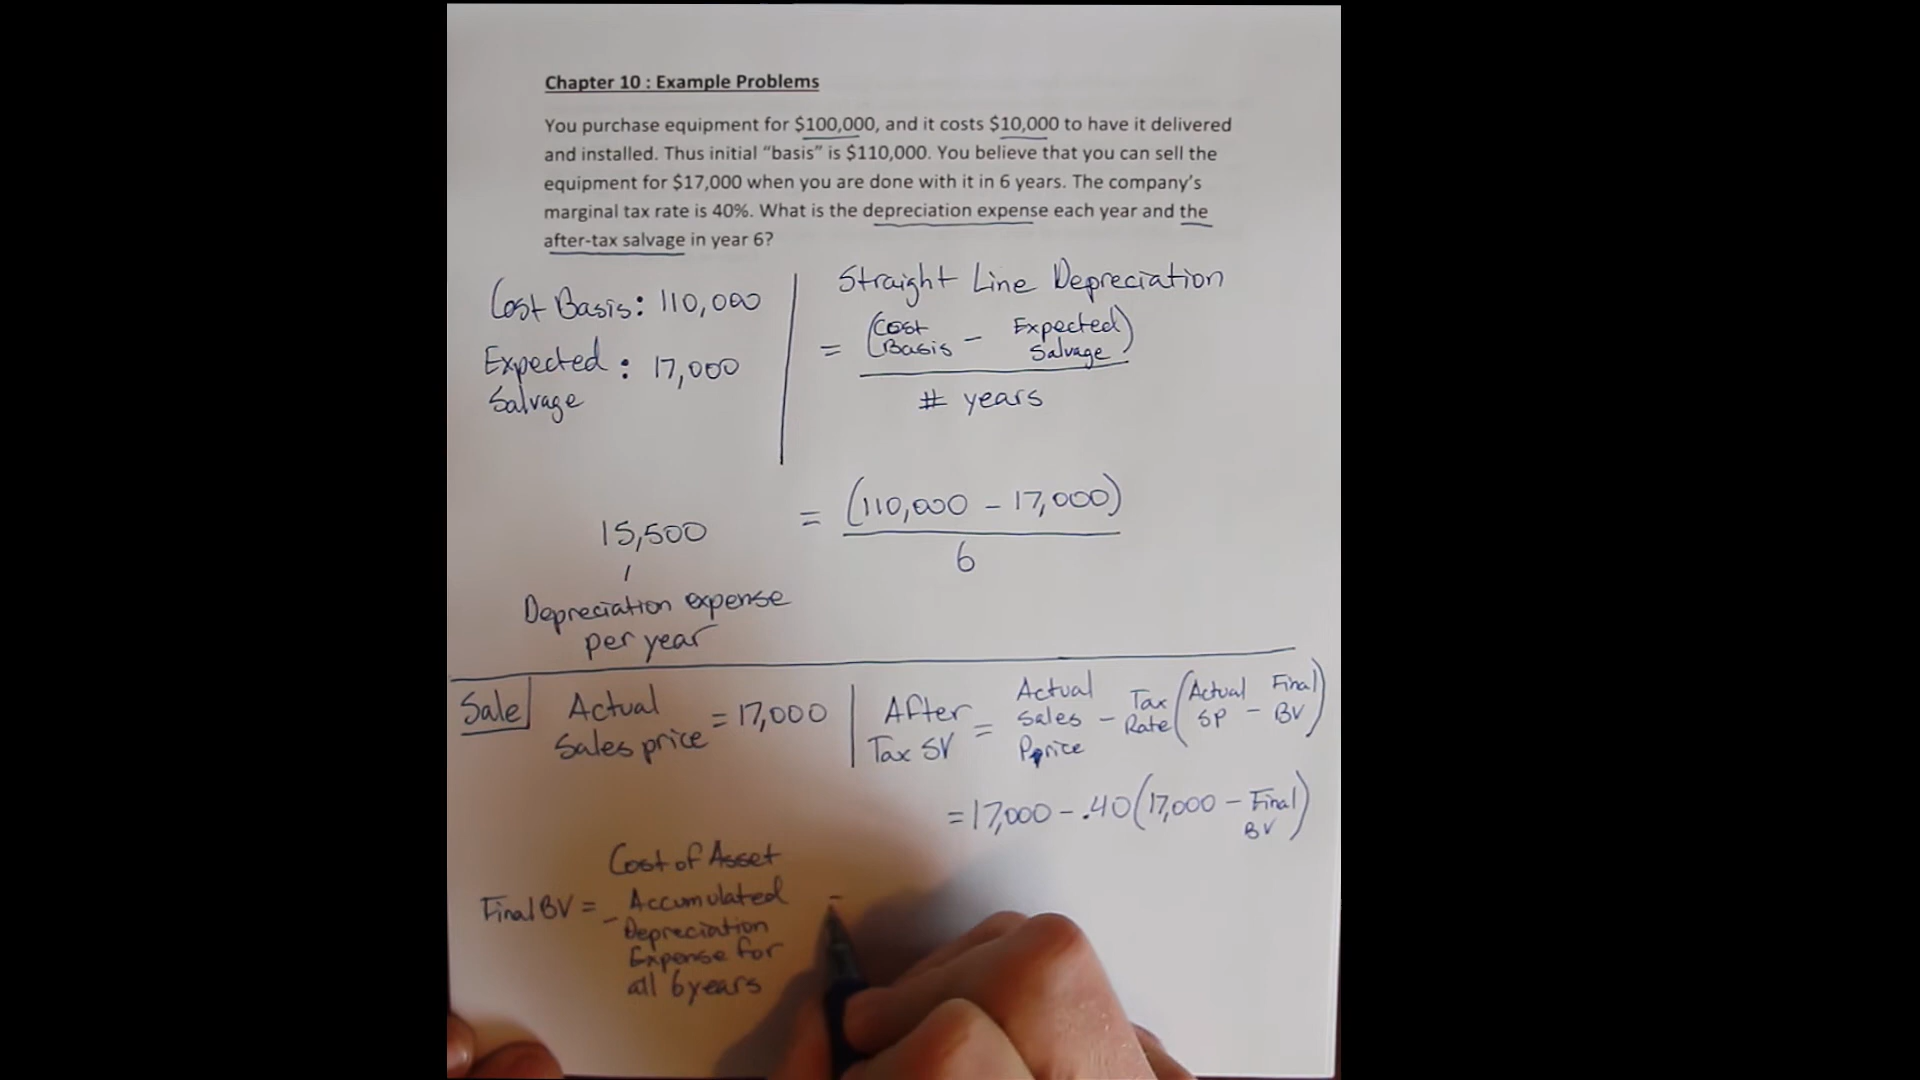 Chapter 10 : Example Problems
You purchase equipment for $100,000, and it costs $10,000 to have it delivered
and installed. Thus initial “basis” is $110,000. You believe that you can sell the
equipment for $17,000 when you are done with it in 6 years. The company’s
marginal tax rate is 40%. What is the depreciation expense each year and the
after-tax salvage in year 6?
Cost Basis: 110,000
Expected : 17,000
Salvage
Straight Line Depreciation
= (Cost Basis - Expected Salvage)
# years
= (110,000 - 17,000)
6
15,500
Depreciation expense
per year
Sale
Actual
Sales price = 17,000
After
Tax SV
= Actual Sales Price - Tax Rate (Actual SP - Final BV)
= 17,000 - .40 (17,000 - Final BV)
Final BV =
Cost of Asset
- Accumulated
Depreciation
Expense for
all 6 years
=